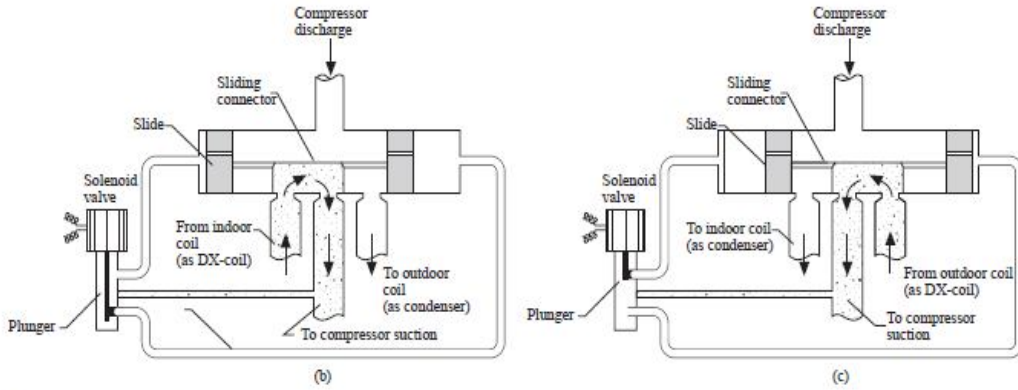 Compressor
discharge
Sliding
connector
Slide
Solenoid
valve
From indoor
coil
(as DX-coil)
To outdoor
coil
(as condenser)
Plunger
To compressor suction
(b)
Compressor
discharge
Sliding
connector
Slide
Solenoid
valve
To indoor coil
(as condenser)
From outdoor coil
(as DX-coil)
Plunger
To compressor
suction
(c)